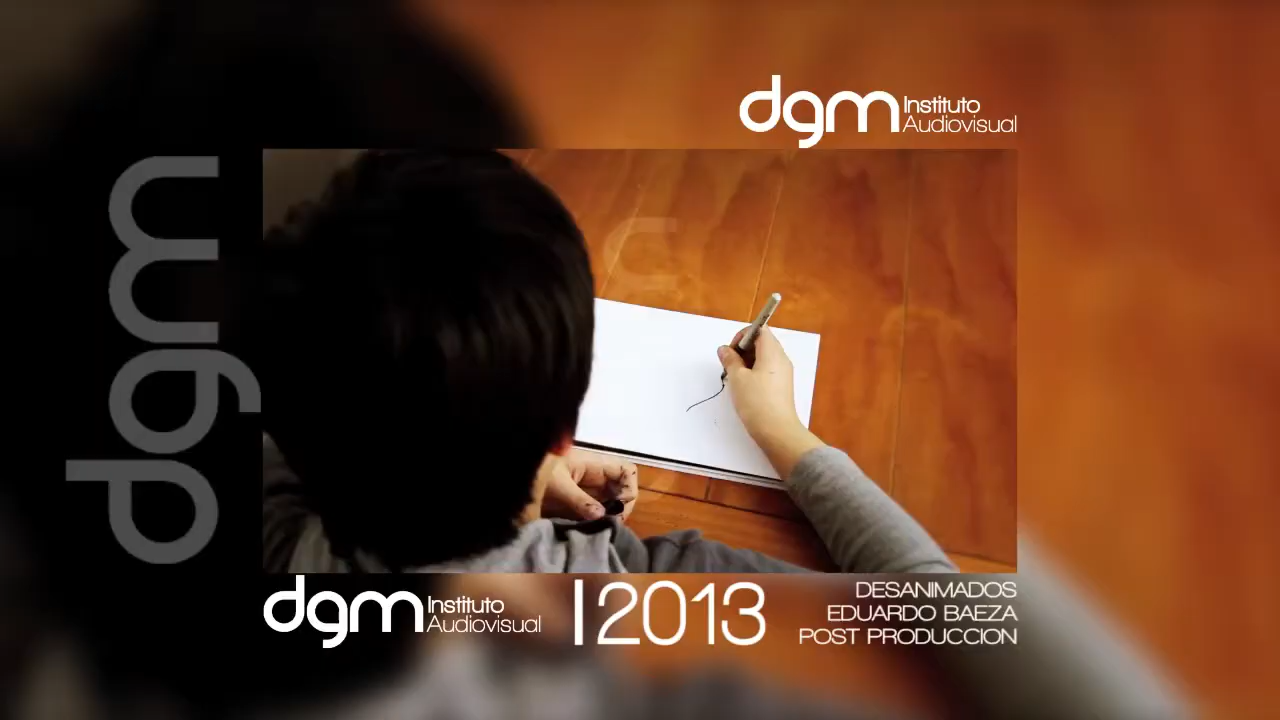 dgm Instituto
Audiovisual
dgm
dgm Instituto
Audiovisual
| 2013
DESANIMADOS
EDUARDO BAEZA
POST PRODUCCION